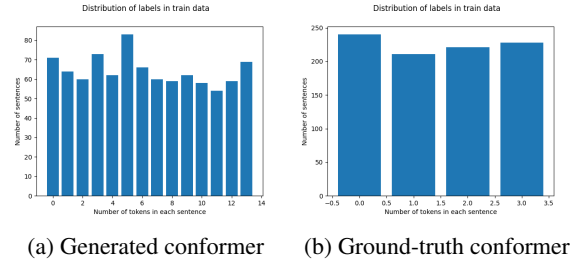 Distribution of labels in train data
Number of sentences
80
70
60
50
40
30
20
10
0
0 2 4 6 8 10 12 14
Number of tokens in each sentence
(a) Generated conformer
Distribution of labels in train data
Number of sentences
250
200
150
100
50
0
−0.5 0.0 0.5 1.0 1.5 2.0 2.5 3.0 3.5
Number of tokens in each sentence
(b) Ground-truth conformer